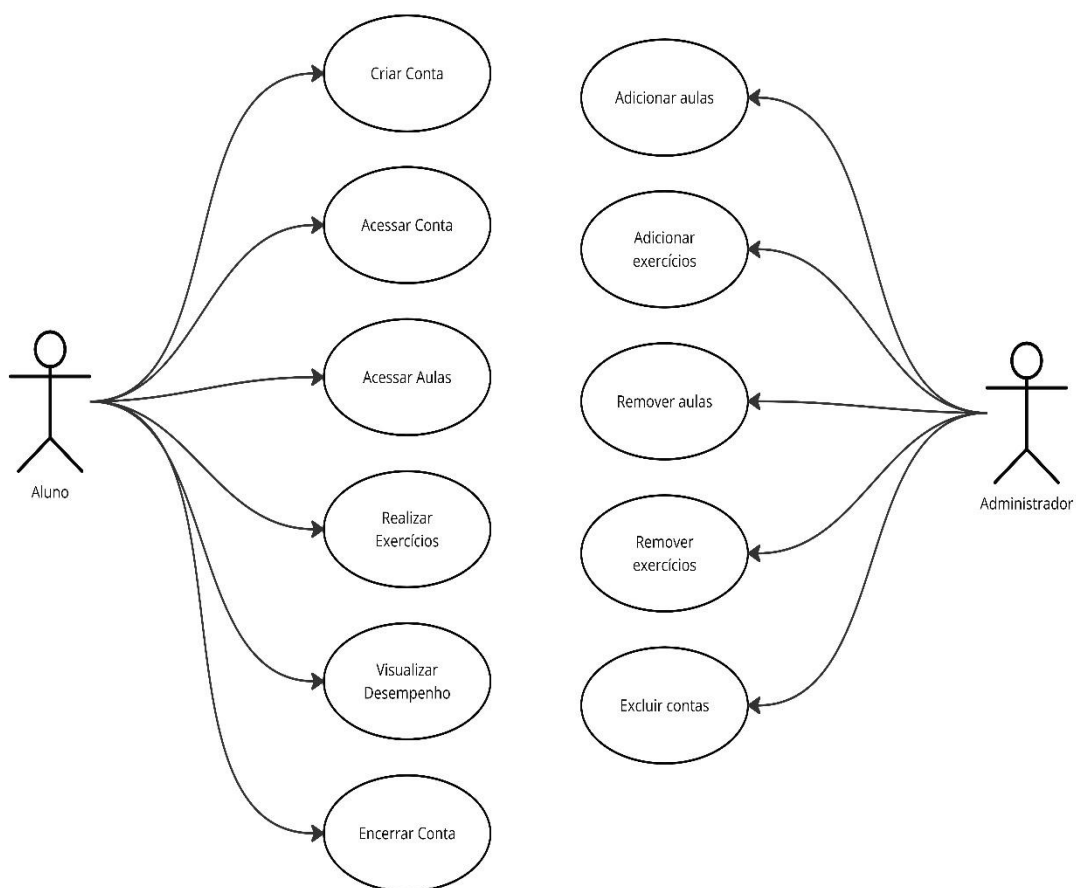 Criar Conta
Acessar Conta
Acessar Aulas
Realizar
Exercícios
Visualizar
Desempenho
Encerrar Conta
Aluno
Adicionar aulas
Adicionar
exercícios
Remover aulas
Remover
exercícios
Excluir contas
Administrador